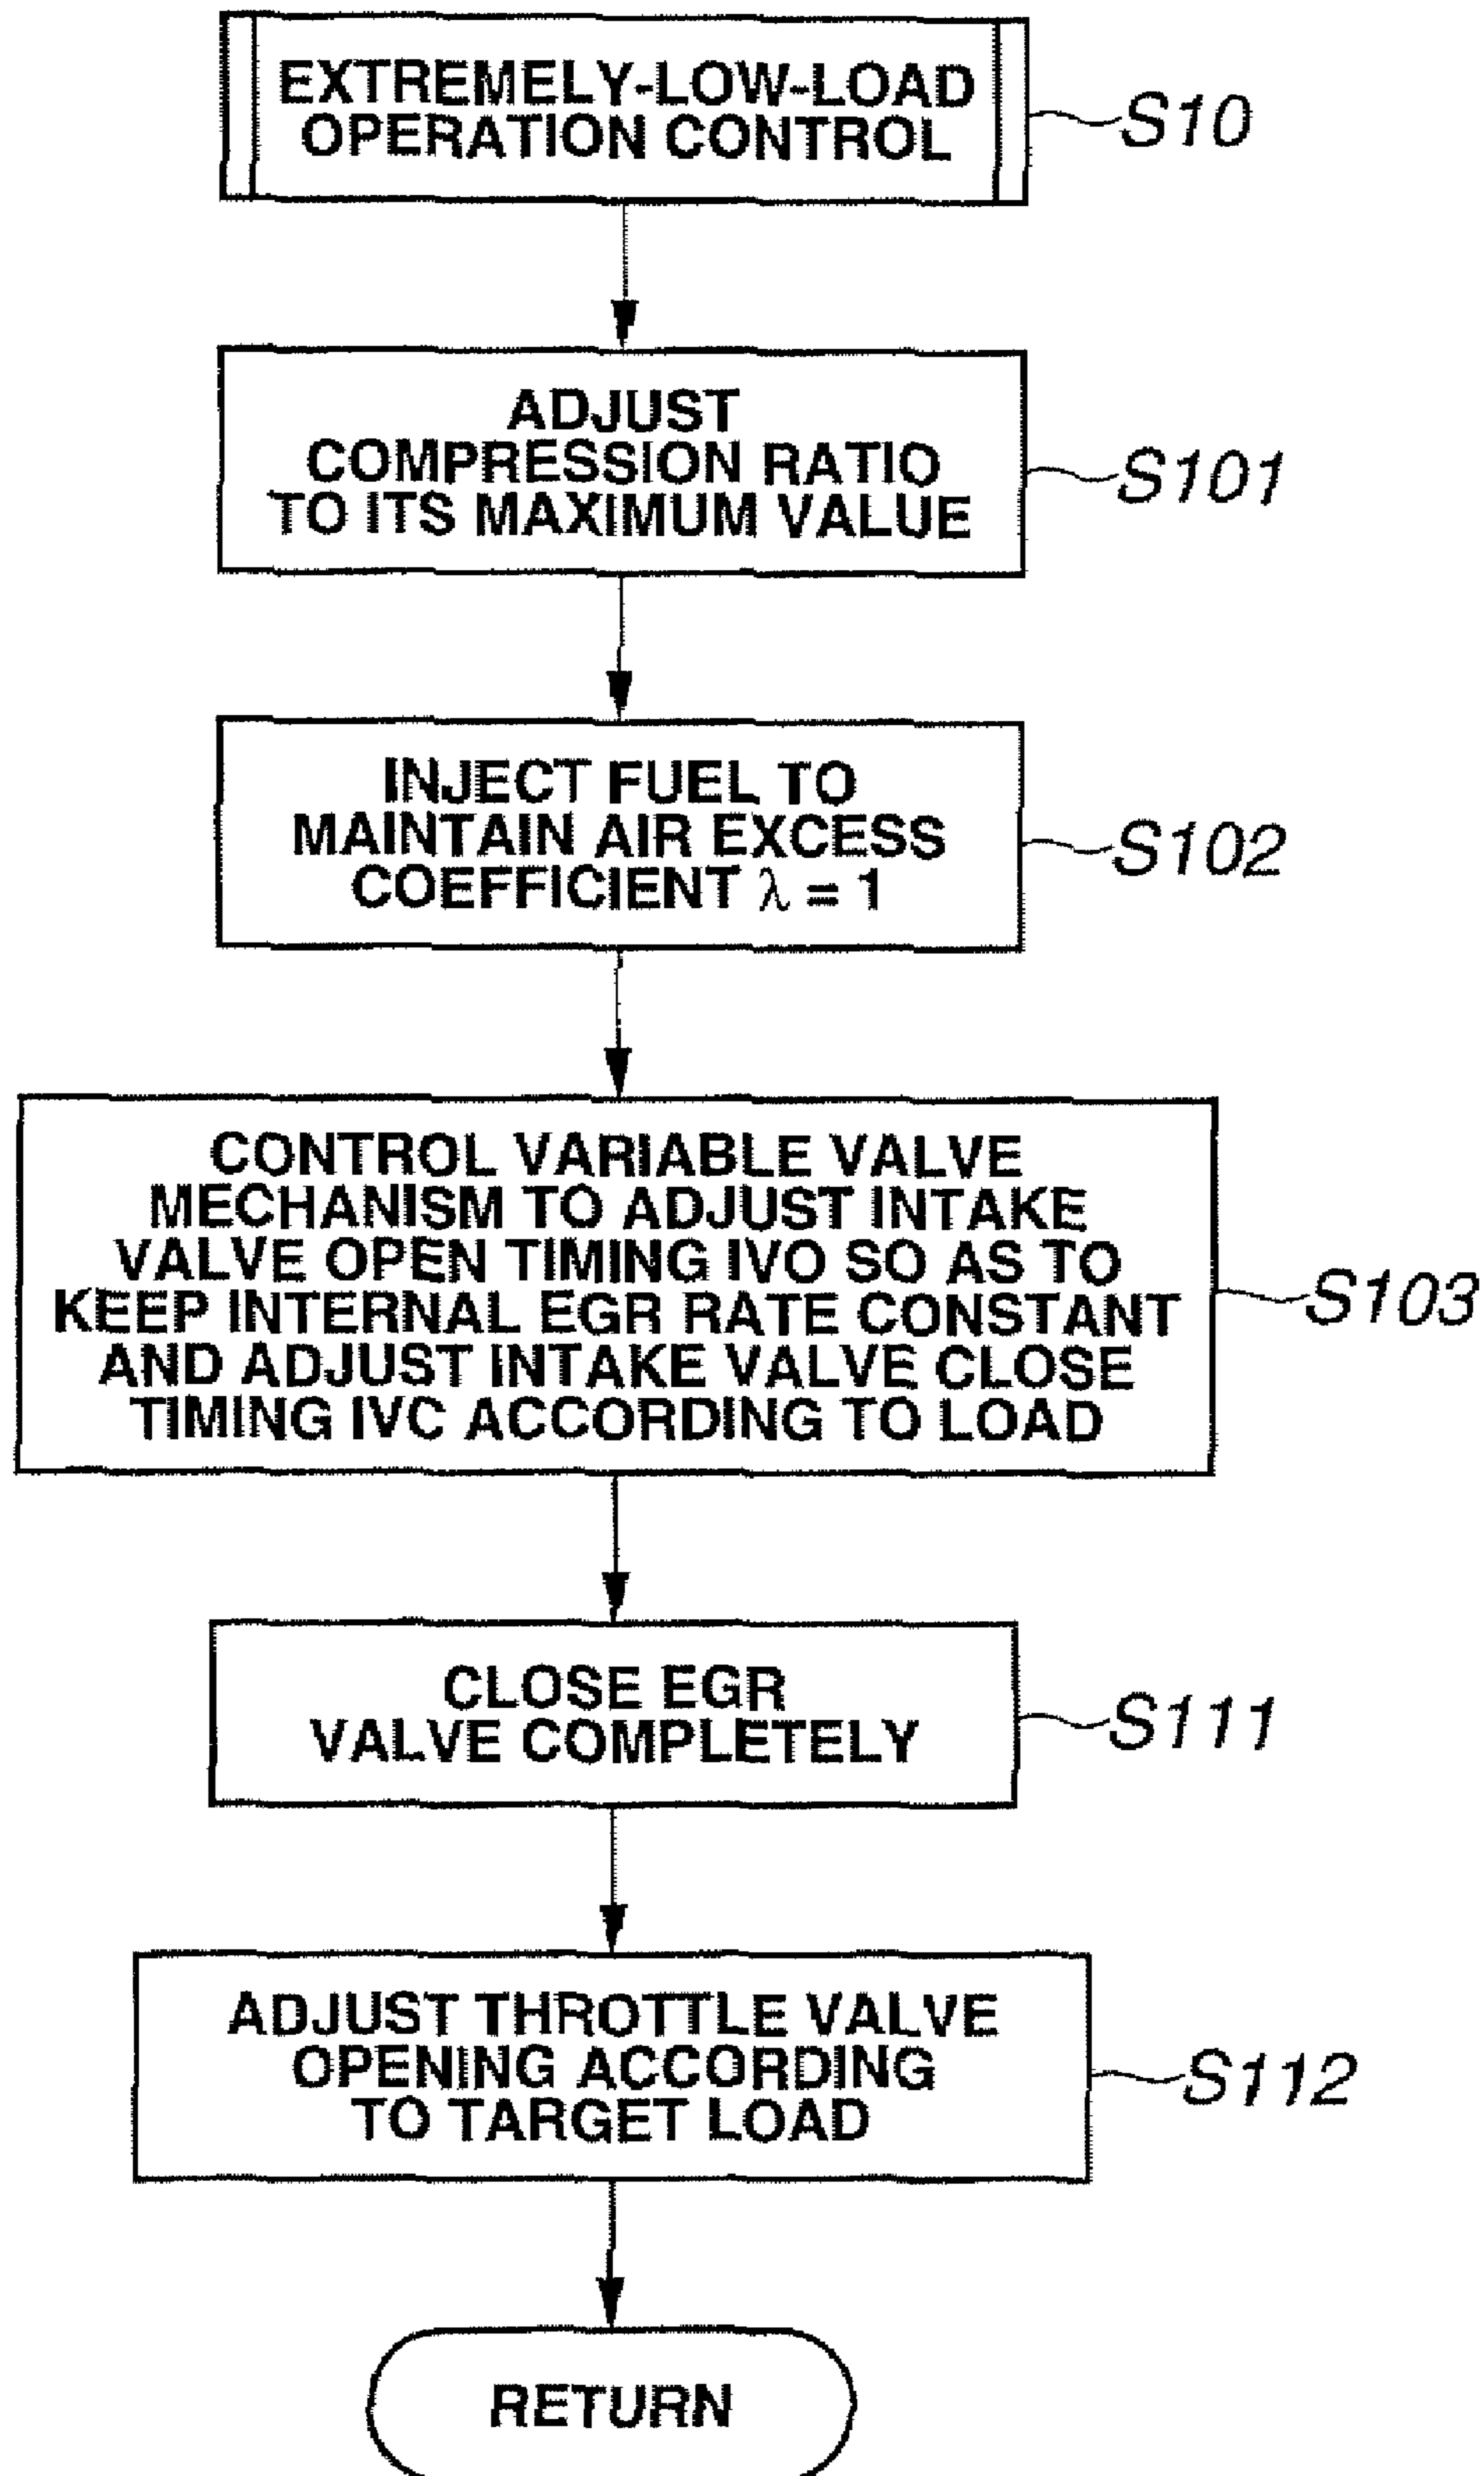 EXTREMELY-LOW-LOAD
OPERATION CONTROL
S10
ADJUST
COMPRESSION RATIO
TO ITS MAXIMUM VALUE
S101
INJECT FUEL TO
MAINTAIN AIR EXCESS
COEFFICIENT λ = 1
S102
CONTROL VARIABLE VALVE
MECHANISM TO ADJUST INTAKE
VALVE OPEN TIMING IVO SO AS TO
KEEP INTERNAL EGR RATE CONSTANT
AND ADJUST INTAKE VALVE CLOSE
TIMING IVC ACCORDING TO LOAD
S103
CLOSE EGR
VALVE COMPLETELY
S111
ADJUST THROTTLE VALVE
OPENING ACCORDING
TO TARGET LOAD
S112
RETURN